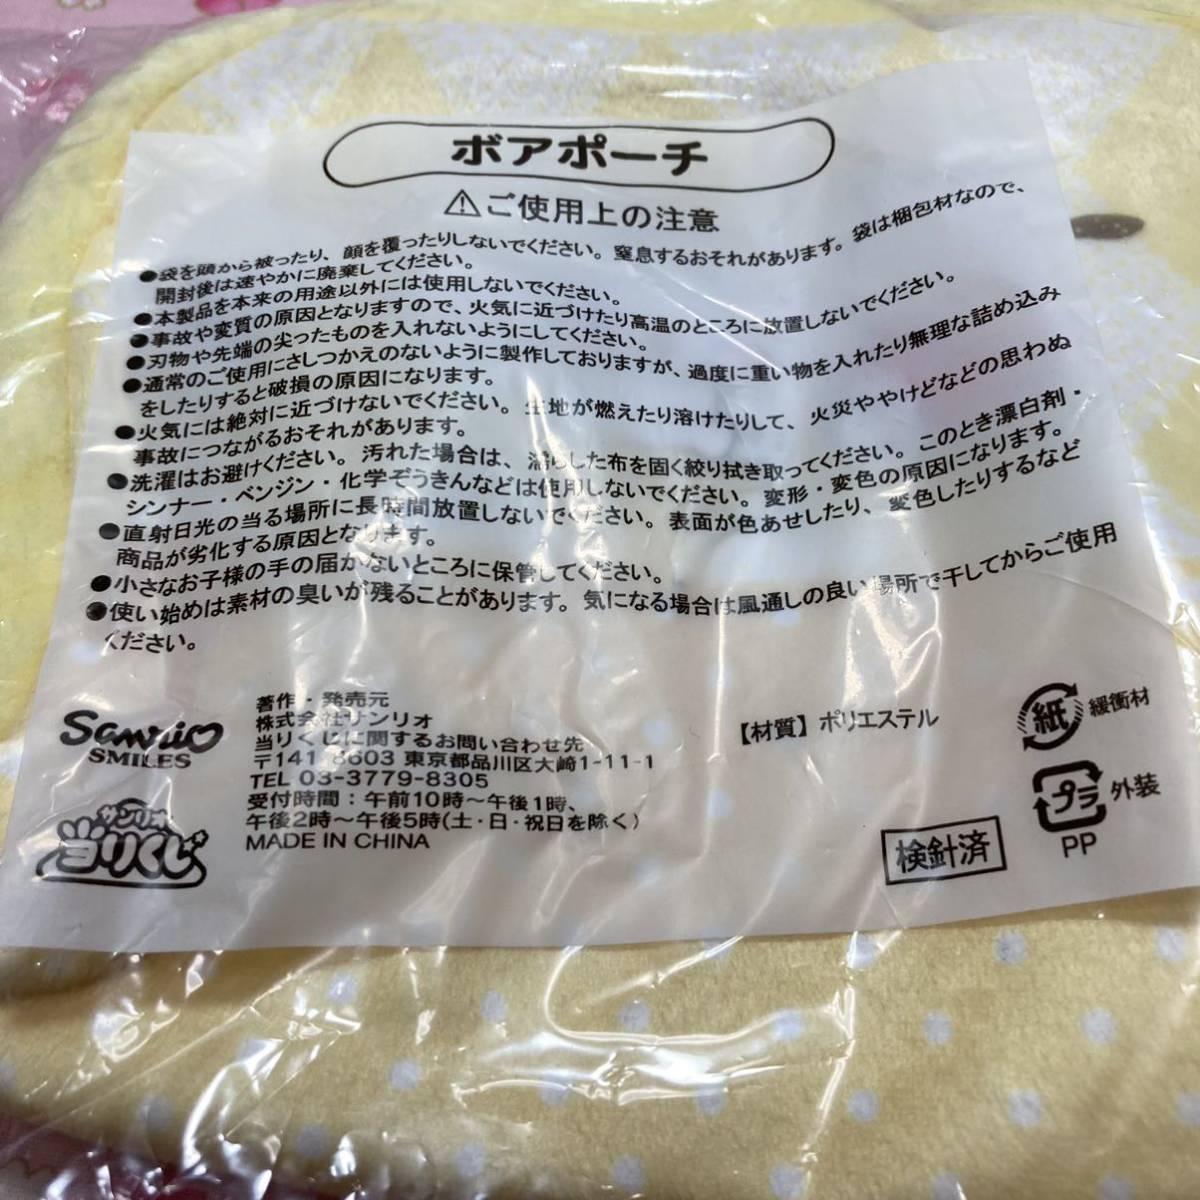 ボアポーチ
⚠ご使用上の注意
●袋を頭から被ったり、顔を覆ったりしないでください。窒息するおそれがあります。袋は梱包材なので、
開封後は速やかに廃棄してください。
●本製品を本来の用途以外には使用しないでください。
●事故や変質の原因となりますので、火気に近づけたり高温のところに放置しないでください。
●刃物や先端の尖ったものを入れないようにしてください。
●通常のご使用にさしつかえのないように製作しておりますが、過度に重い物を入れたり無理な詰め込み
をしたりすると破損の原因になります。
●火気には絶対に近づけないでください。生地が燃えたり溶けたりして、火災ややけどなどの思わぬ
事故につながるおそれがあります。
●洗濯はお避けください。汚れた場合は、濡らした布を固く絞り拭き取ってください。このとき漂白剤・
シンナー・ベンジン・化学ぞうきんなどは使用しないでください。変形・変色の原因になります。
●直射日光の当る場所に長時間放置しないでください。表面が色あせしたり、変色したりするなど
商品が劣化する原因となります。
●小さなお子様の手の届かないところに保管してください。
●使い始めは素材の臭いが残ることがあります。気になる場合は風通しの良い場所で干してからご使用
ください。
Sanrio
SMILES
サンリオ
当りくじ
著作・発売元
株式会社サンリオ
当りくじに関するお問い合わせ先
〒141-8603 東京都品川区大崎1-11-1
TEL 03-3779-8305
受付時間：午前10時～午後1時、
午後2時～午後5時(土・日・祝日を除く)
MADE IN CHINA
【材質】ポリエステル
検針済
紙 緩衝材
プラ 外装
PP